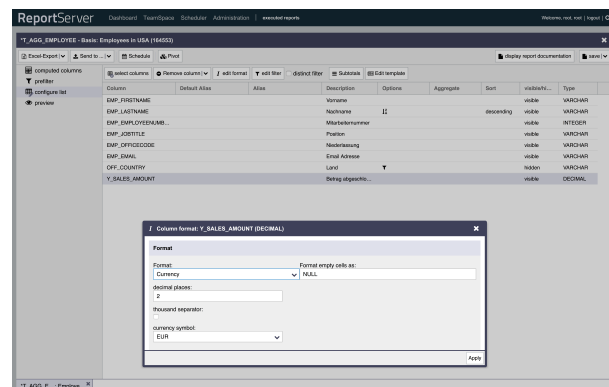 ReportServer Dashboard TeamSpace Scheduler Administration executed reports Welcome, root, root | logout |
*T_AGG_EMPLOYEE - Basis: Employees in USA (164553)
Excel-Export Send to ... Schedule Pivot display report documentation save
computed columns
prefilter
configure list
preview
select columns Remove column edit format edit filter distinct filter Subtotals Edit template
Column Default Alias Alias Description Options Aggregate Sort visible/hi... Type
EMP_FIRSTNAME Vorname visible VARCHAR
EMP_LASTNAME Nachname descending visible VARCHAR
EMP_EMPLOYEENUMB... Mitarbeiternummer visible INTEGER
EMP_JOBTITLE Position visible VARCHAR
EMP_OFFICECODE Niederlassung visible VARCHAR
EMP_EMAIL Email Adresse visible VARCHAR
OFF_COUNTRY Land hidden VARCHAR
Y_SALES_AMOUNT Betrag abgeschlo... visible DECIMAL
Column format: Y_SALES_AMOUNT (DECIMAL)
Format
Format: Format empty cells as:
Currency NULL
decimal places:
2
thousand separator:
currency symbol:
EUR
Apply
*T_AGG_E...: Employe